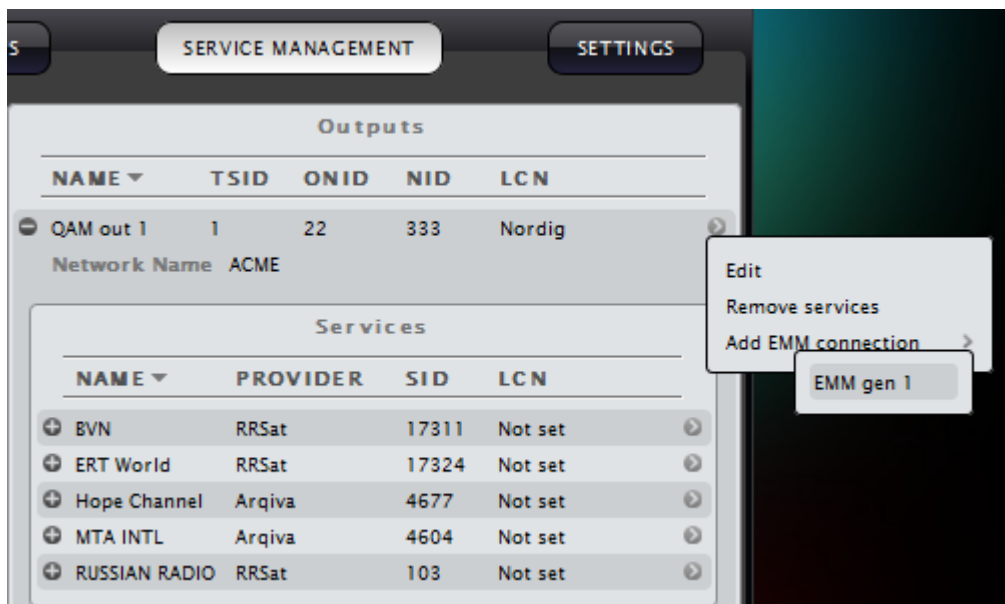 S SERVICE MANAGEMENT SETTINGS
Outputs
NAME TSID ONID NID LCN
QAM out 1 1 22 333 Nordig
Network Name ACME
Edit
Remove services
Add EMM connection
EMM gen 1
Services
NAME PROVIDER SID LCN
BVN RRSat 17311 Not set
ERT World RRSat 17324 Not set
Hope Channel Arqiva 4677 Not set
MTA INTL Arqiva 4604 Not set
RUSSIAN RADIO RRSat 103 Not set